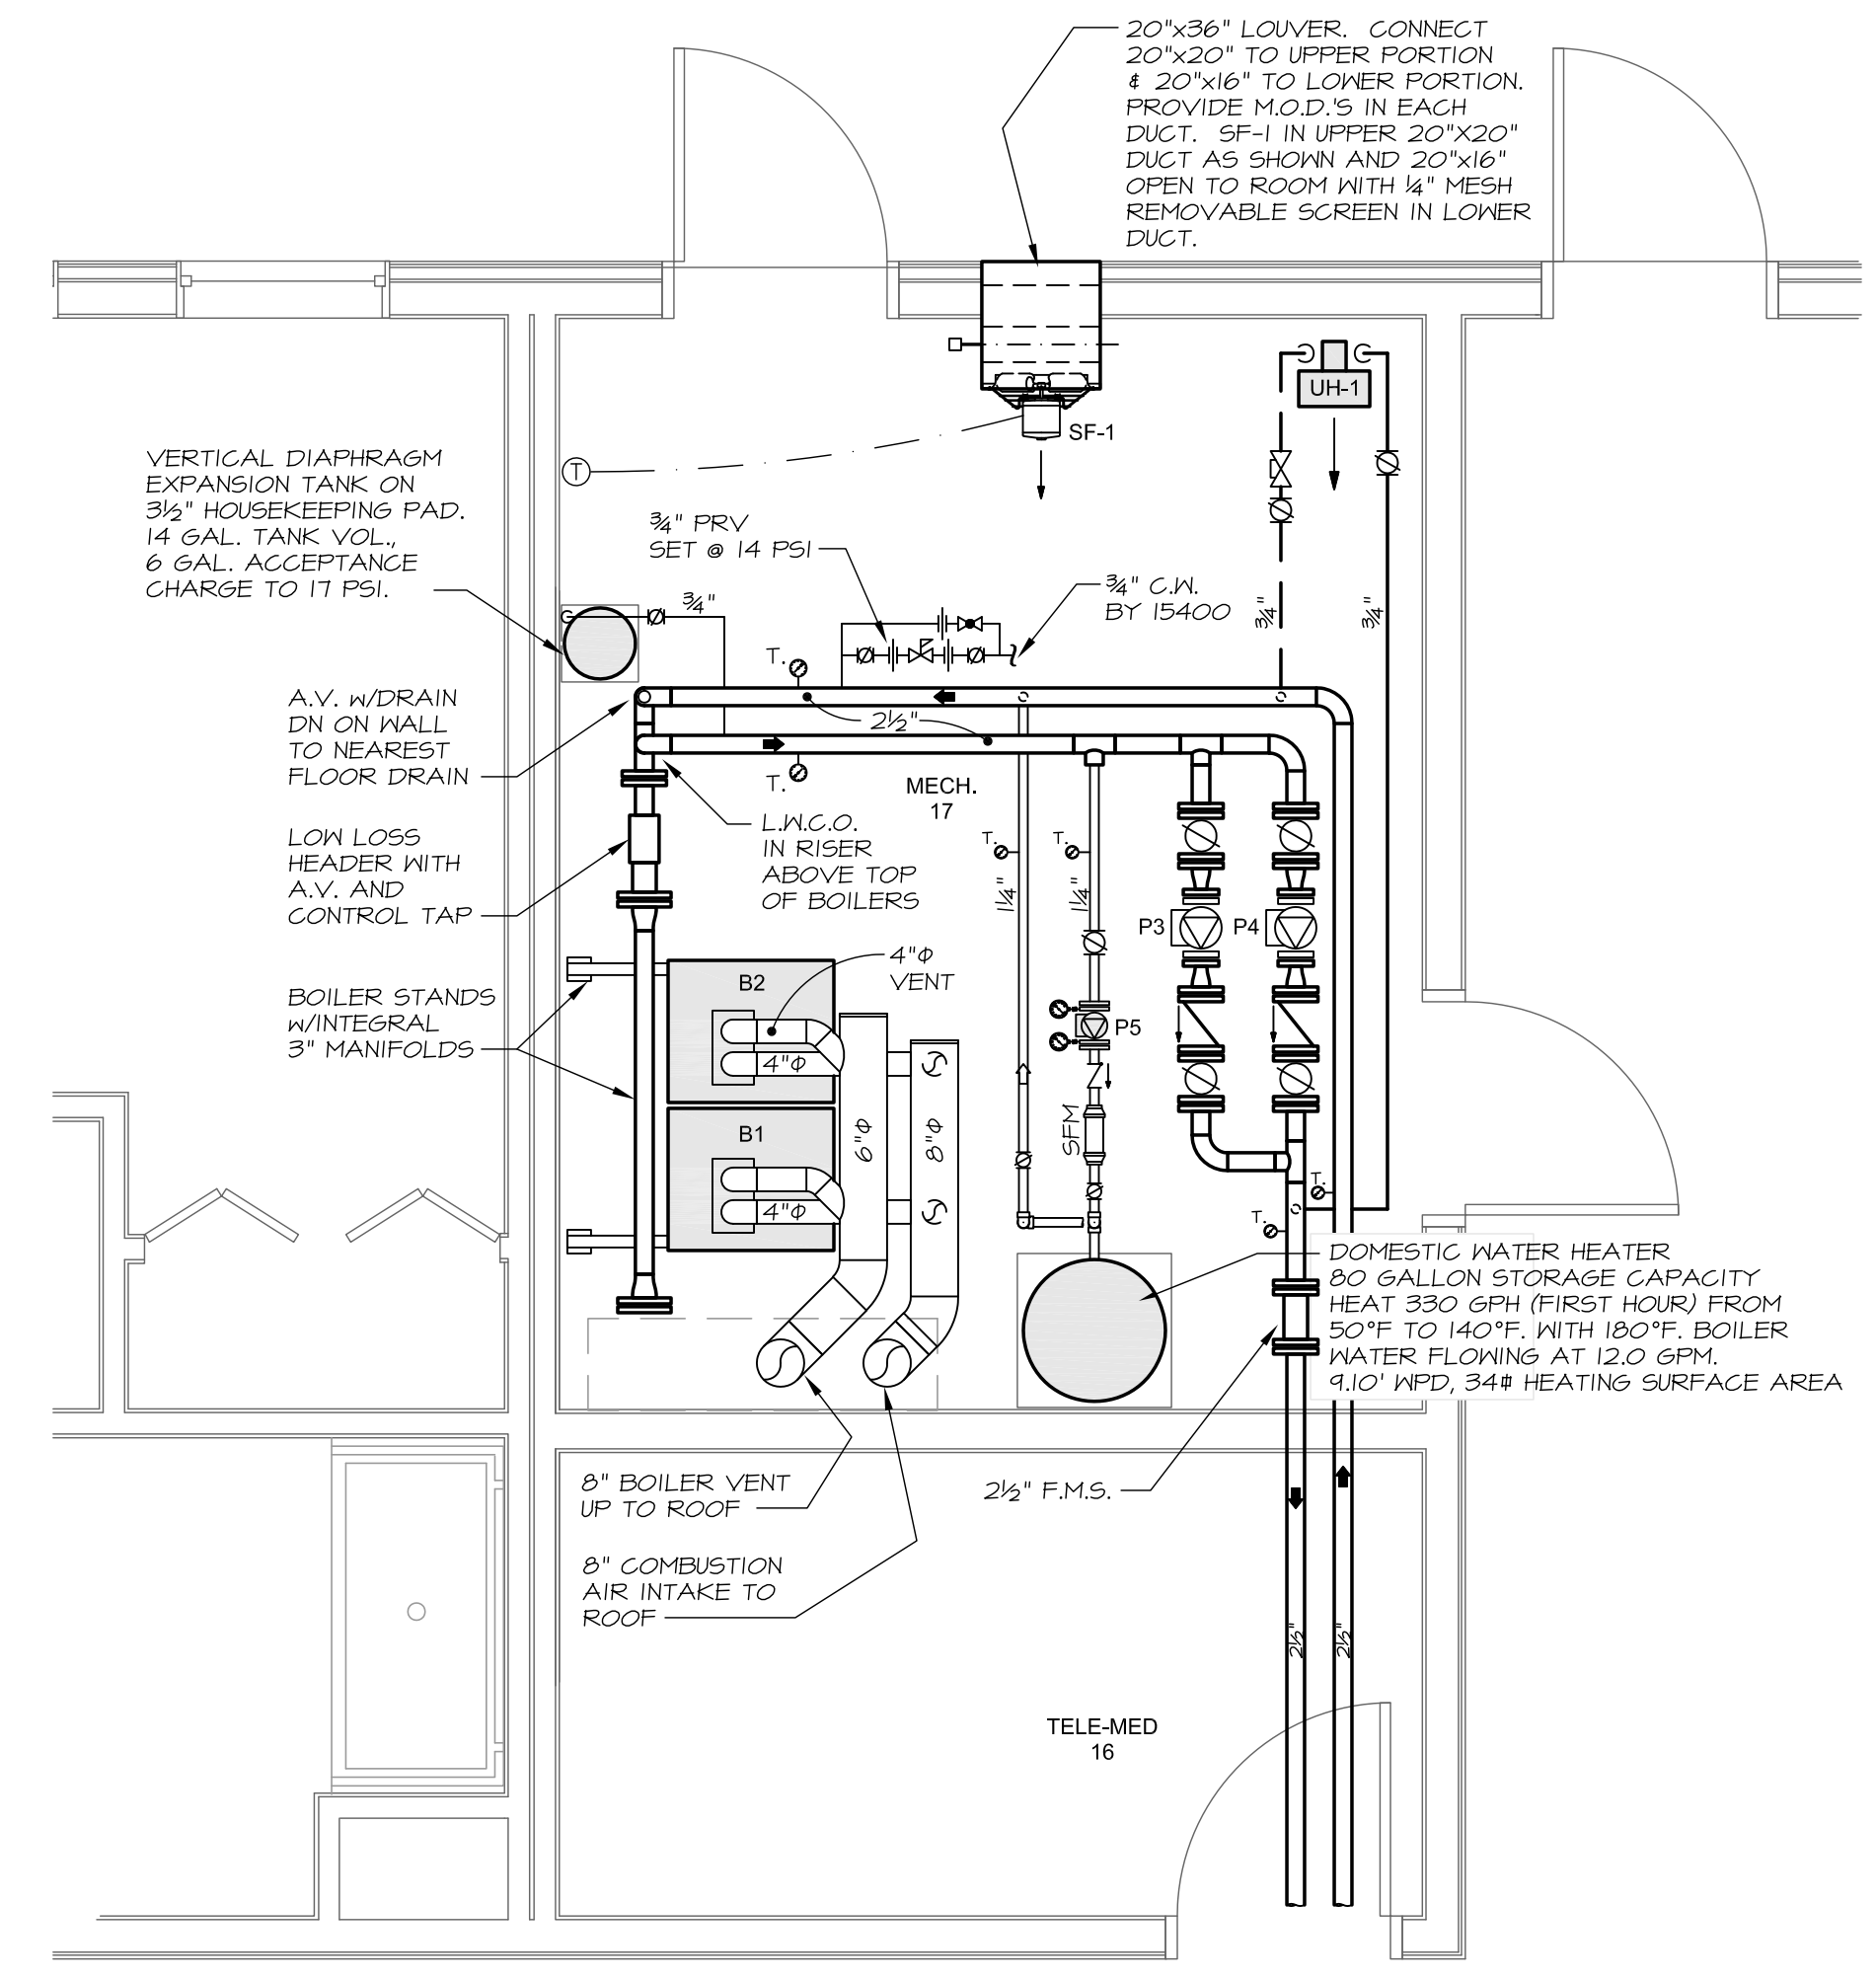 20"x36" LOUVER. CONNECT
20"x20" TO UPPER PORTION
& 20"x16" TO LOWER PORTION.
PROVIDE M.O.D.'S IN EACH
DUCT. SF-1 IN UPPER 20"X20"
DUCT AS SHOWN AND 20"x16"
OPEN TO ROOM WITH ¼" MESH
REMOVABLE SCREEN IN LOWER
DUCT.
UH-1
SF-1
T
VERTICAL DIAPHRAGM
EXPANSION TANK ON
3½" HOUSEKEEPING PAD.
14 GAL. TANK VOL.,
6 GAL. ACCEPTANCE
CHARGE TO 17 PSI.
¾" PRV
SET @ 14 PSI
¾"
¾" C.W.
BY 15400
¾"
¾"
T.
A.V. w/DRAIN
DN ON WALL
TO NEAREST
FLOOR DRAIN
2½"
T.
MECH.
17
L.W.C.O.
IN RISER
ABOVE TOP
OF BOILERS
LOW LOSS
HEADER WITH
A.V. AND
CONTROL TAP
T.
T.
1¼"
1¼"
P3
P4
4"Φ
VENT
B2
4"Φ
BOILER STANDS
w/INTEGRAL
3" MANIFOLDS
P5
B1
4"Φ
6"Φ
8"Φ
SFM
T.
T.
DOMESTIC WATER HEATER
80 GALLON STORAGE CAPACITY
HEAT 330 GPH (FIRST HOUR) FROM
50°F TO 140°F. WITH 180°F. BOILER
WATER FLOWING AT 12.0 GPM.
9.10' WPD, 34⌗ HEATING SURFACE AREA
8" BOILER VENT
UP TO ROOF
2½" F.M.S.
8" COMBUSTION
AIR INTAKE TO
ROOF
2½"
2½"
TELE-MED
16